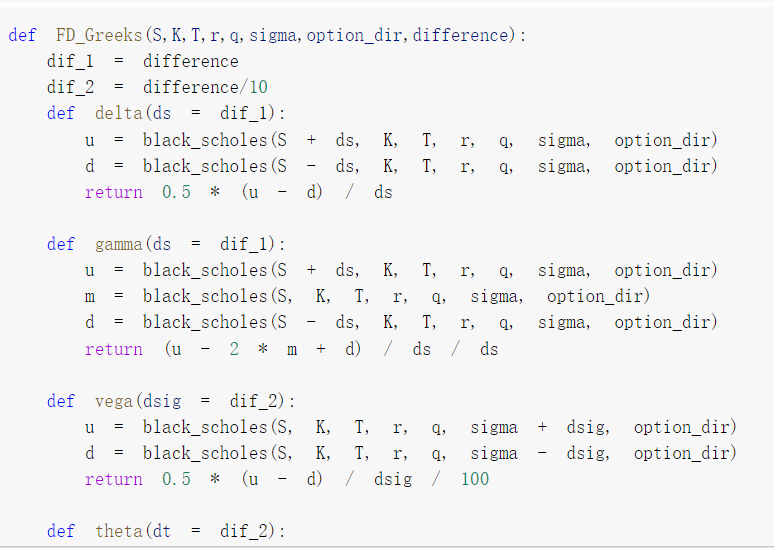 def FD_Greeks(S,K,T,r,q,sigma,option_dir,difference):
    dif_1 = difference
    dif_2 = difference/10
    def delta(ds = dif_1):
        u = black_scholes(S + ds, K, T, r, q, sigma, option_dir)
        d = black_scholes(S - ds, K, T, r, q, sigma, option_dir)
        return 0.5 * (u - d) / ds

    def gamma(ds = dif_1):
        u = black_scholes(S + ds, K, T, r, q, sigma, option_dir)
        m = black_scholes(S, K, T, r, q, sigma, option_dir)
        d = black_scholes(S - ds, K, T, r, q, sigma, option_dir)
        return (u - 2 * m + d) / ds / ds

    def vega(dsig = dif_2):
        u = black_scholes(S, K, T, r, q, sigma + dsig, option_dir)
        d = black_scholes(S, K, T, r, q, sigma - dsig, option_dir)
        return 0.5 * (u - d) / dsig / 100

    def theta(dt = dif_2):